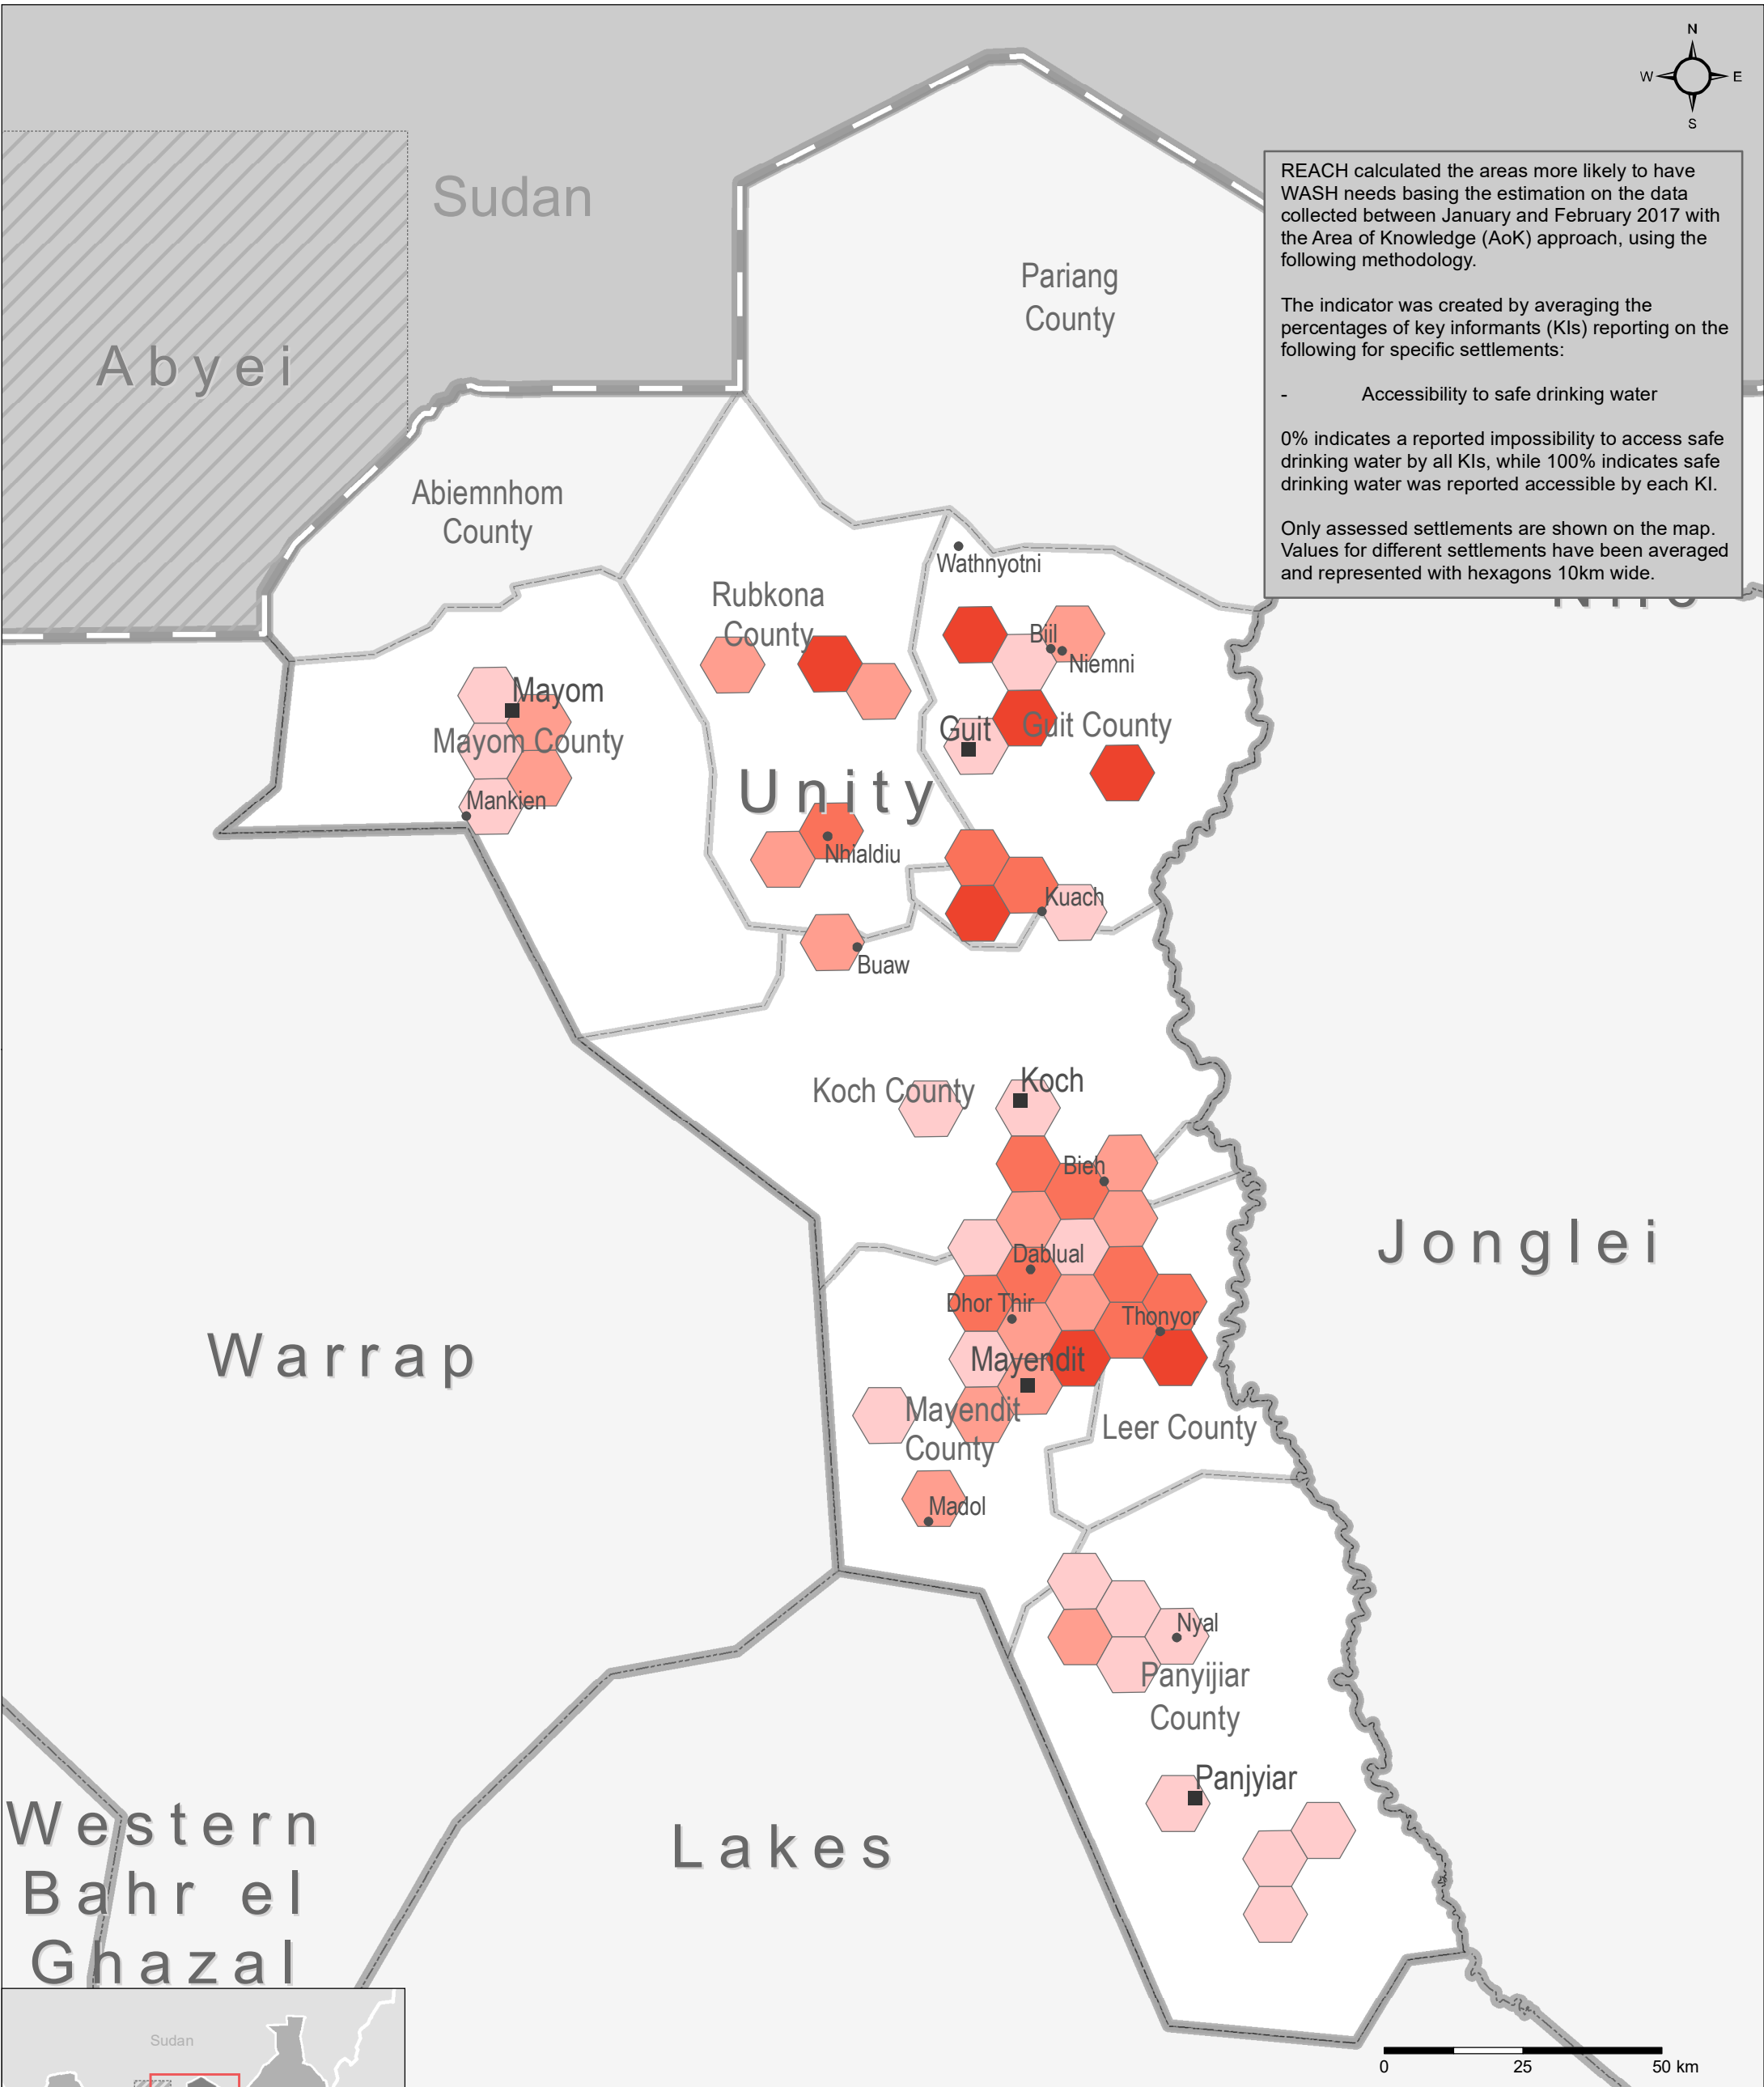 N
W E
S
REACH calculated the areas more likely to have
WASH needs basing the estimation on the data
collected between January and February 2017 with
the Area of Knowledge (AoK) approach, using the
following methodology.
The indicator was created by averaging the
percentages of key informants (KIs) reporting on the
following for specific settlements:
- Accessibility to safe drinking water
0% indicates a reported impossibility to access safe
drinking water by all KIs, while 100% indicates safe
drinking water was reported accessible by each KI.
Only assessed settlements are shown on the map.
Values for different settlements have been averaged
and represented with hexagons 10km wide.
Sudan
Abyei
Pariang
County
Abiemnhom
County
Wathnyotni
Rubkona
County
Biil
Niemni
Mayom
Mayom County
Mankien
Guit
Guit County
Unity
Nhialdiu
Kuach
Buaw
Koch County
Koch
Bieh
Dablual
Dhor Thir
Thonyor
Mayendit
Mayendit
County
Leer County
Madol
Jonglei
Warrap
Nyal
Panyijiar
County
Panjyiar
Lakes
Western
Bahr el
Ghazal
Sudan
0 25 50 km